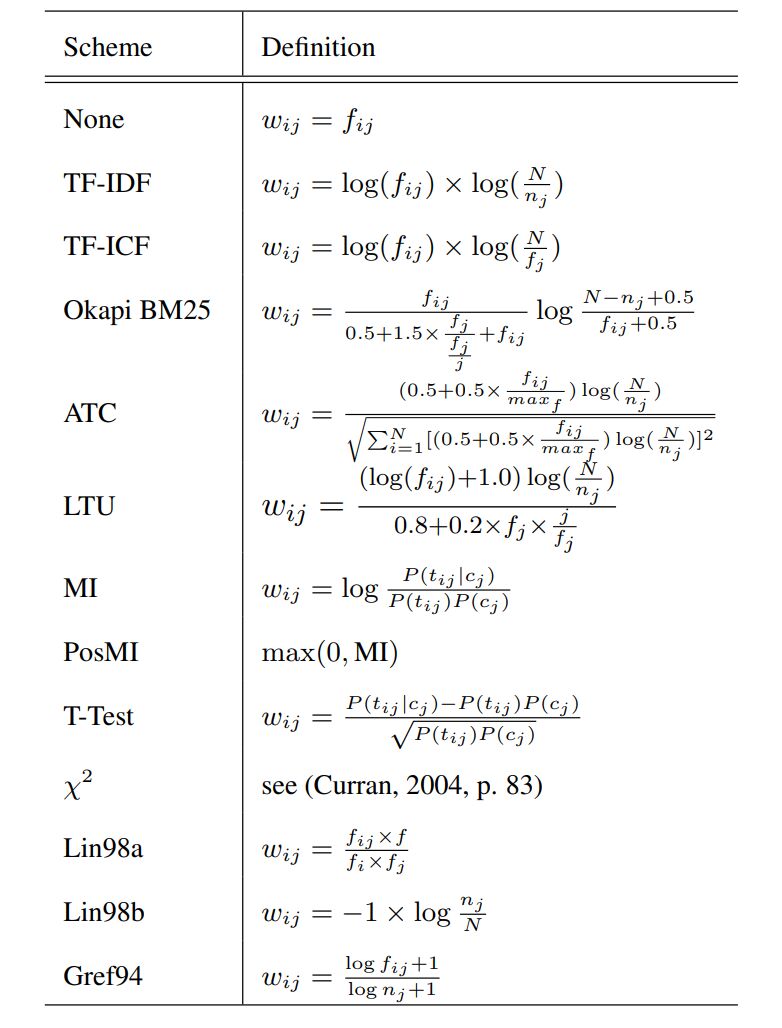 Scheme Definition
None w_{ij} = f_{ij}
TF-IDF w_{ij} = \log(f_{ij}) \times \log(\frac{N}{n_j})
TF-ICF w_{ij} = \log(f_{ij}) \times \log(\frac{N}{f_j})
Okapi BM25 w_{ij} = \frac{f_{ij}}{0.5+1.5\times\frac{f_j}{\frac{f_j}{j}}+f_{ij}} \log \frac{N-n_j+0.5}{f_{ij}+0.5}
ATC w_{ij} = \frac{(0.5+0.5\times\frac{f_{ij}}{max_f})\log(\frac{N}{n_j})}{\sqrt{\sum_{i=1}^{N}[(0.5+0.5\times\frac{f_{ij}}{max_f})\log(\frac{N}{n_j})]^2}}
LTU w_{ij} = \frac{(\log(f_{ij})+1.0)\log(\frac{N}{n_j})}{0.8+0.2\times f_j\times\frac{j}{f_j}}
MI w_{ij} = \log \frac{P(t_{ij}|c_j)}{P(t_{ij})P(c_j)}
PosMI \max(0, MI)
T-Test w_{ij} = \frac{P(t_{ij}|c_j)-P(t_{ij})P(c_j)}{\sqrt{P(t_{ij})P(c_j)}}
χ^2 see (Curran, 2004, p. 83)
Lin98a w_{ij} = \frac{f_{ij}\times f}{f_i\times f_j}
Lin98b w_{ij} = -1 \times \log \frac{n_j}{N}
Gref94 w_{ij} = \frac{\log f_{ij}+1}{\log n_j+1}